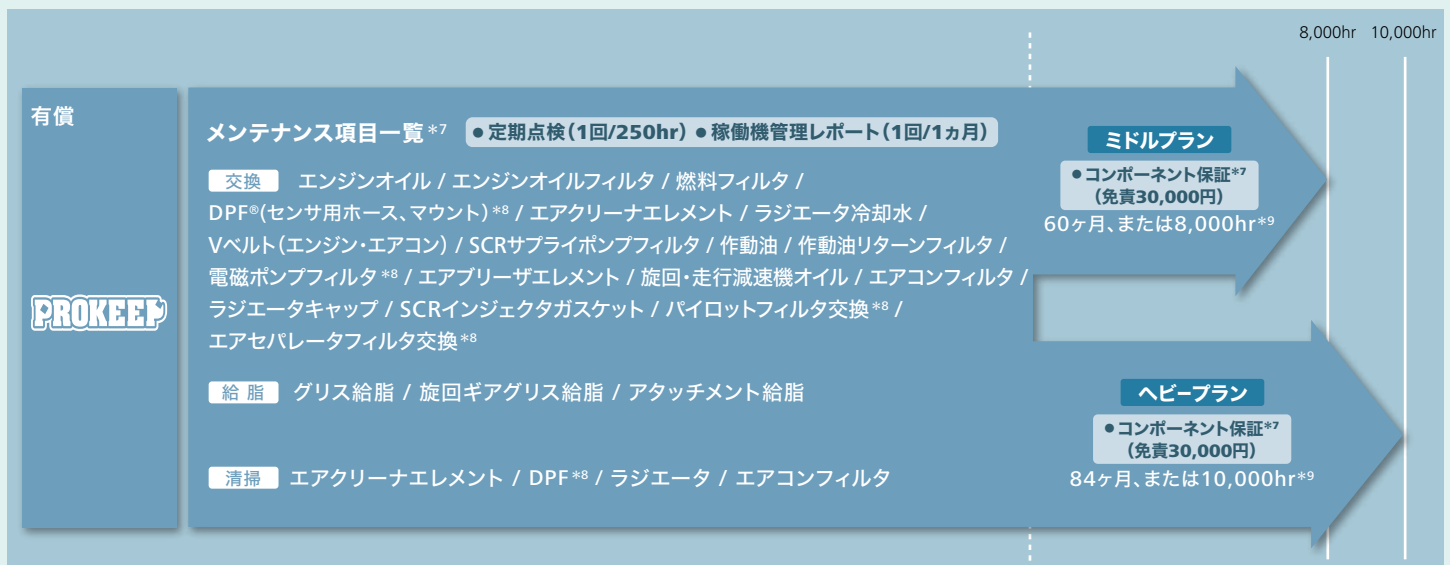 8,000hr 10,000hr
有償
PROKEEP
メンテナンス項目一覧*7 ●定期点検(1回/250hr) ●稼働機管理レポート(1回/1ヵ月)
交換 エンジンオイル / エンジンオイルフィルタ / 燃料フィルタ /
DPF®(センサ用ホース、マウント)*8 / エアクリーナエレメント / ラジエータ冷却水 /
Vベルト(エンジン・エアコン) / SCRサプライポンプフィルタ / 作動油 / 作動油リターンフィルタ /
電磁ポンプフィルタ*8 / エアブリーザエレメント / 旋回・走行減速機オイル / エアコンフィルタ /
ラジエータキャップ / SCRインジェクタガスケット / パイロットフィルタ交換*8 /
エアセパレータフィルタ交換*8
給脂 グリス給脂 / 旋回ギアグリス給脂 / アタッチメント給脂
清掃 エアクリーナエレメント / DPF*8 / ラジエータ / エアコンフィルタ
ミドルプラン
●コンポーネント保証*7
(免責30,000円)
60ヶ月、または8,000hr*9
ヘビープラン
●コンポーネント保証*7
(免責30,000円)
84ヶ月、または10,000hr*9